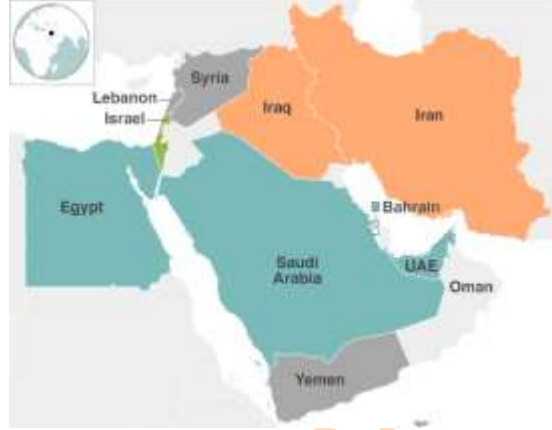 Syria
Lebanon
Israel
Iraq
Iran
Egypt
Bahrain
Saudi
Arabia
UAE
Oman
Yemen